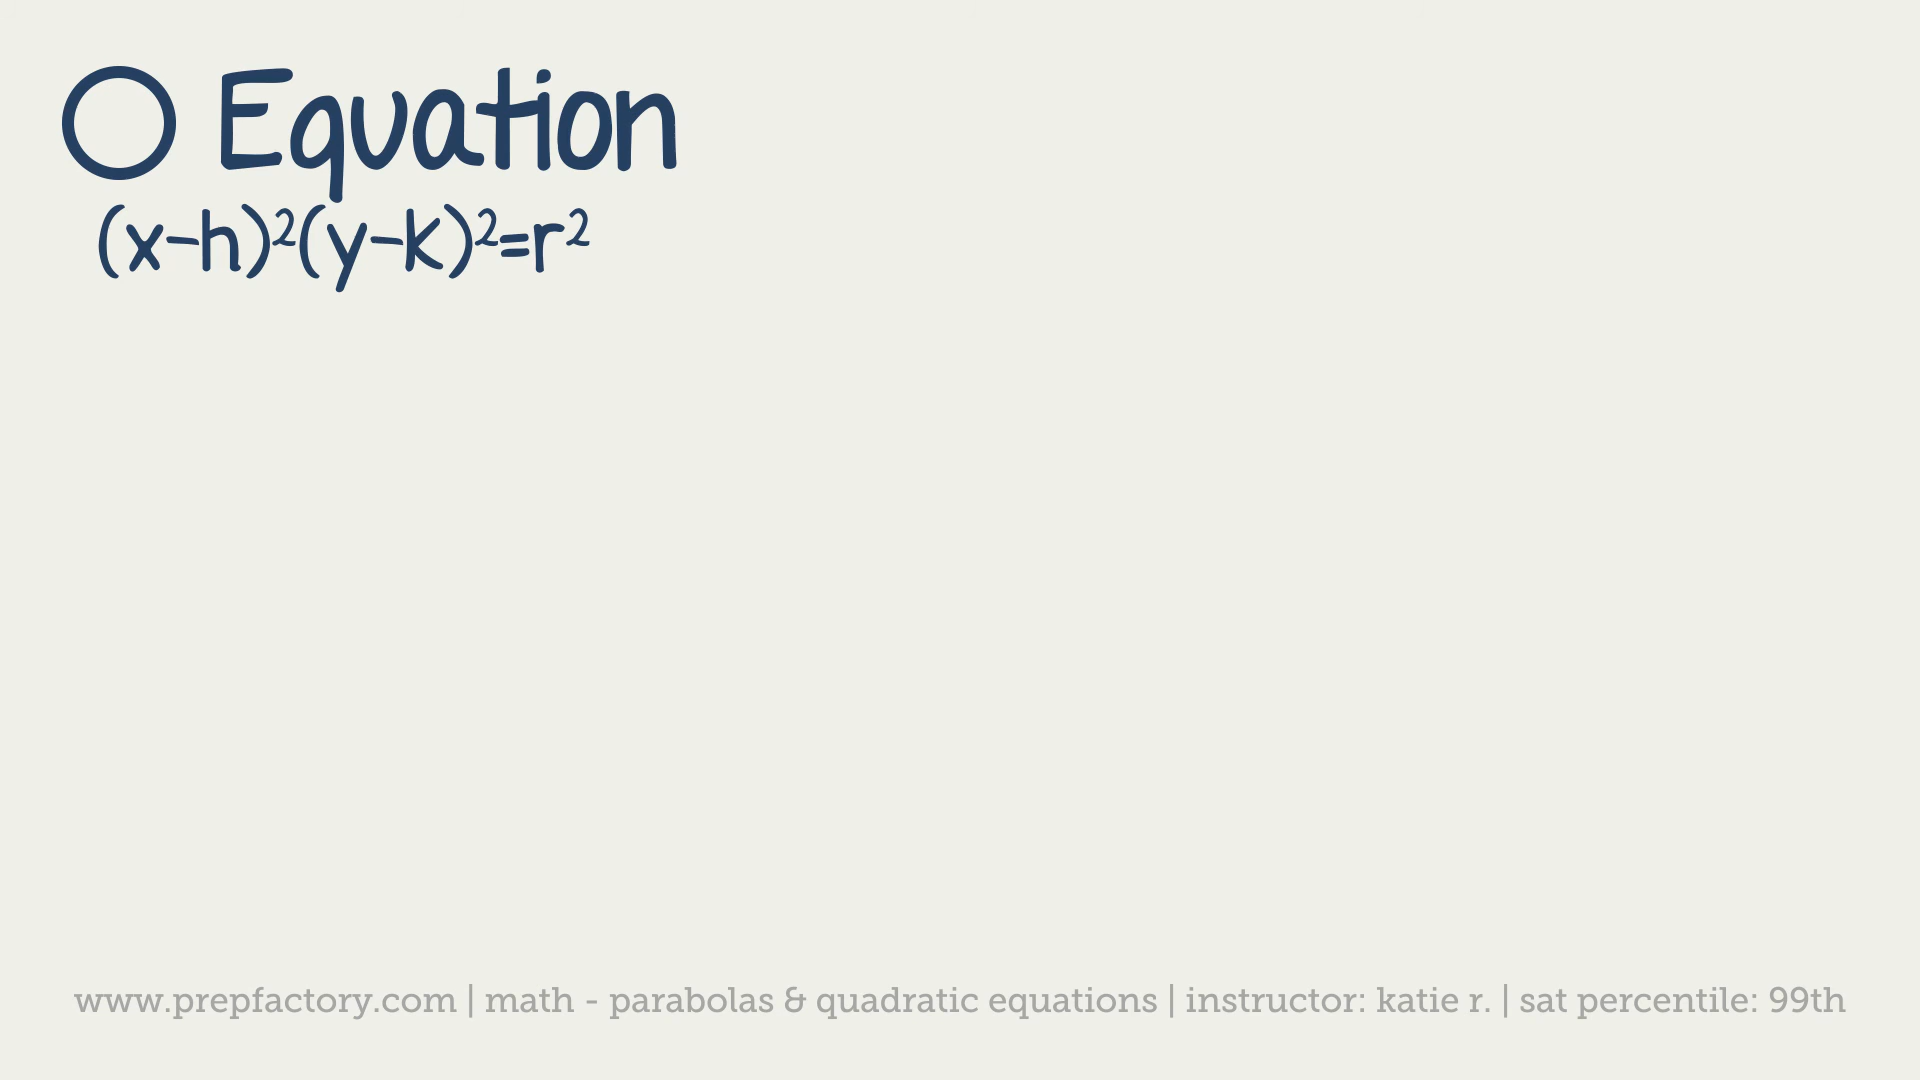 Equation
(x-h)²(y-k)²=r²
www.prepfactory.com | math - parabolas & quadratic equations | instructor: katie r. | sat percentile: 99th